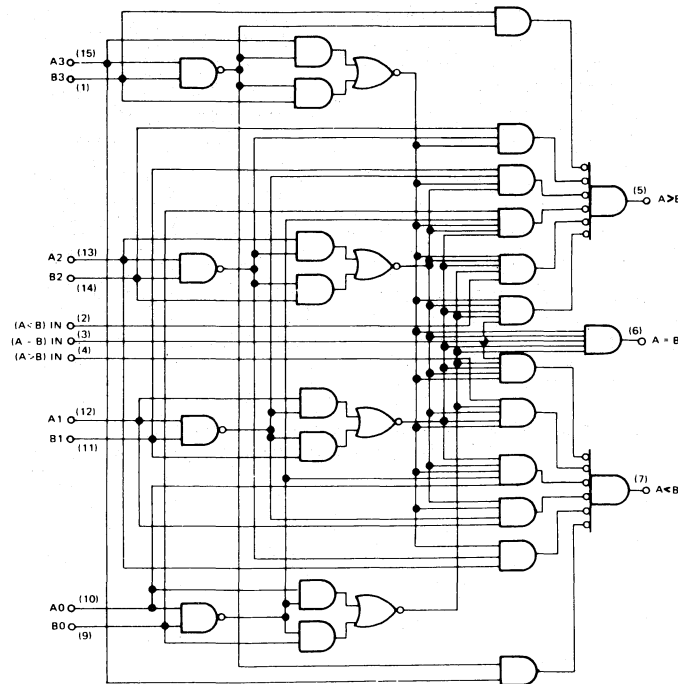 A3 (15)
B3
(1)
(5)
A>B
A2 (13)
B2
(14)
(A<B) IN (2)
(A = B) IN (3)
(A>B) IN (4)
(6)
A = B
A1 (12)
B1
(11)
(7)
A<B
A0 (10)
B0
(9)